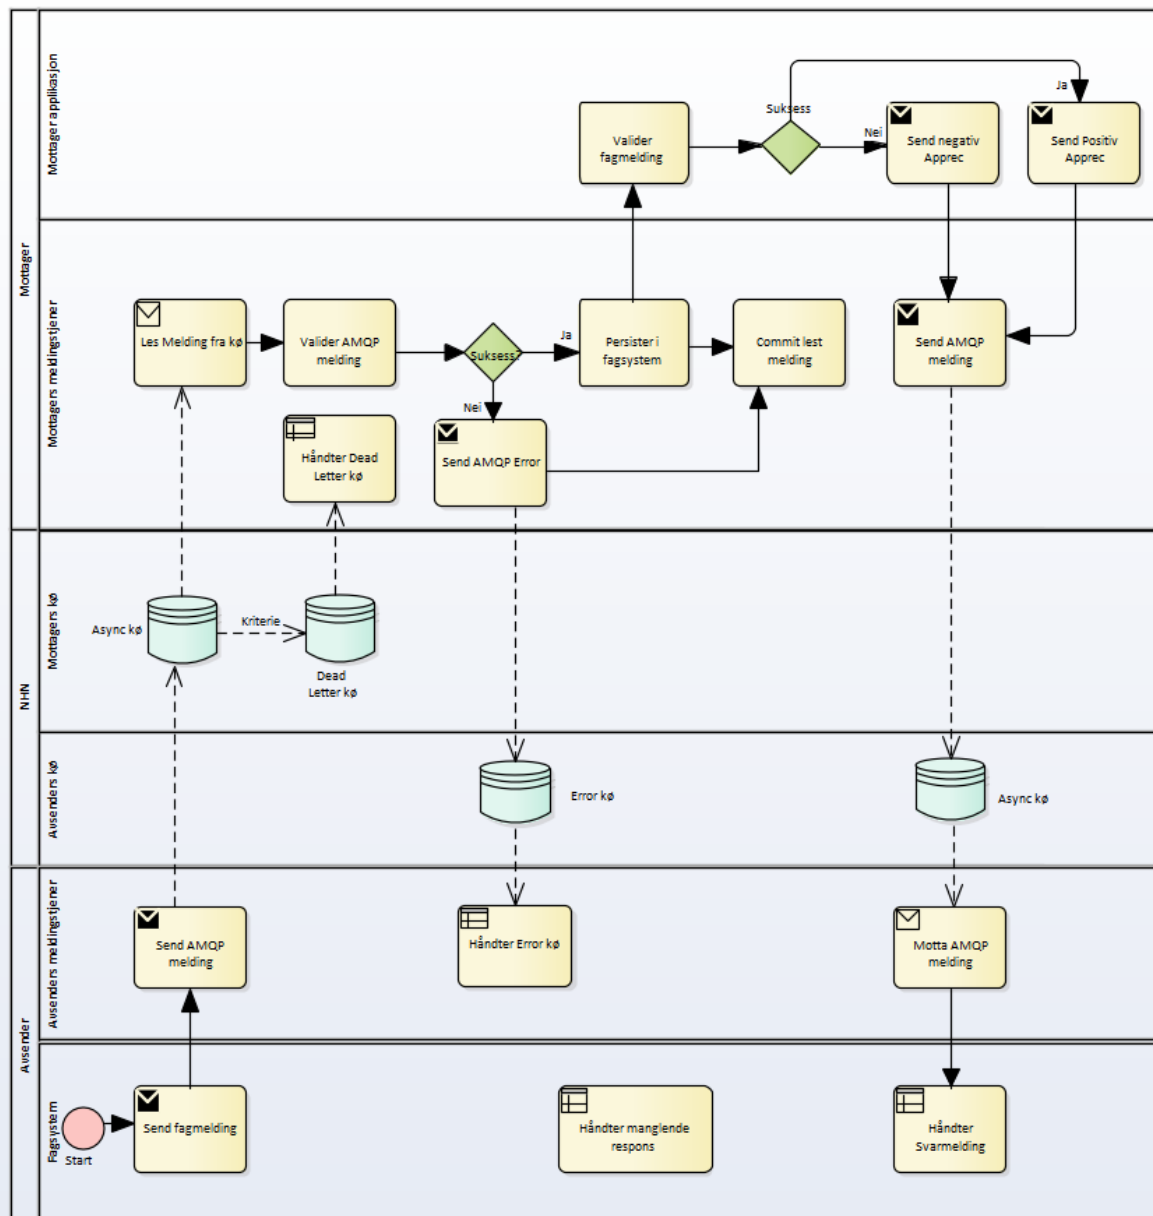 Mottager
Mottager applikasjon
Valider
fagmelding
Suksess
Ja
Nei
Send negativ
Apprec
Send Positiv
Apprec
Mottagers meldingstjener
Les Melding fra kø
Valider AMQP
melding
Suksess?
Ja
Nei
Persister i
fagsystem
Commit lest
melding
Send AMQP
melding
Håndter Dead
Letter kø
Send AMQP Error
NHN
Mottagers kø
Async kø
Kriterie
Dead
Letter kø
Avsenders kø
Error kø
Async kø
Avsender
Avsenders meldingstjener
Send AMQP
melding
Håndter Error kø
Motta AMQP
melding
Fagsystem
Start
Send fagmelding
Håndter manglende
respons
Håndter
Svarmelding